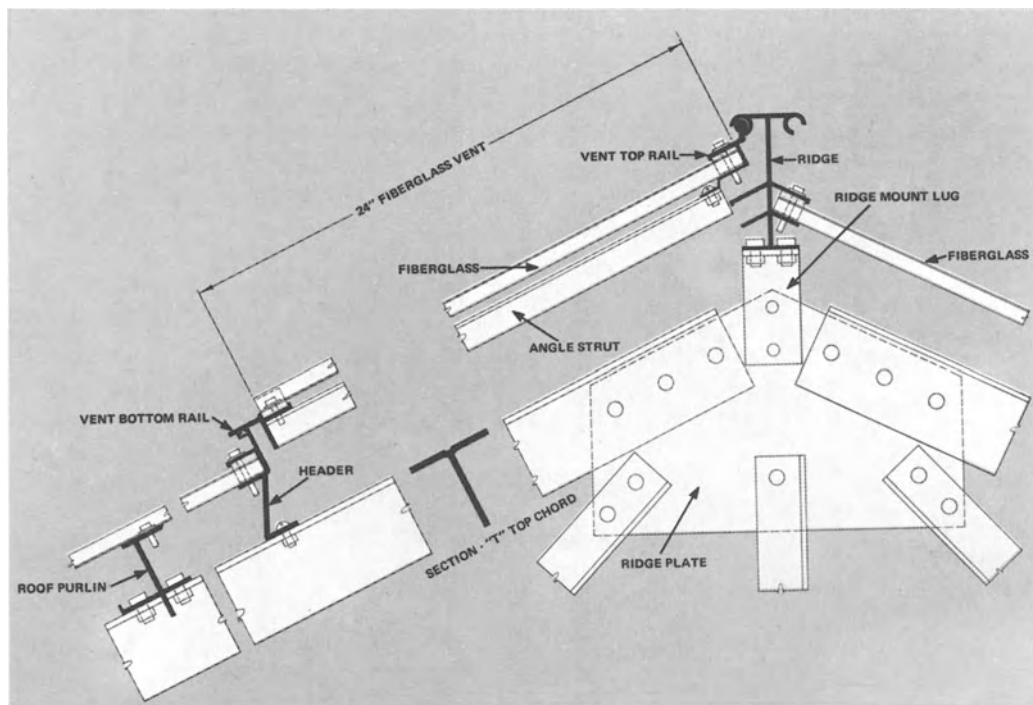 24" FIBERGLASS VENT
VENT TOP RAIL
RIDGE
RIDGE MOUNT LUG
FIBERGLASS
FIBERGLASS
ANGLE STRUT
VENT BOTTOM RAIL
HEADER
SECTION - "T" TOP CHORD
ROOF PURLIN
RIDGE PLATE